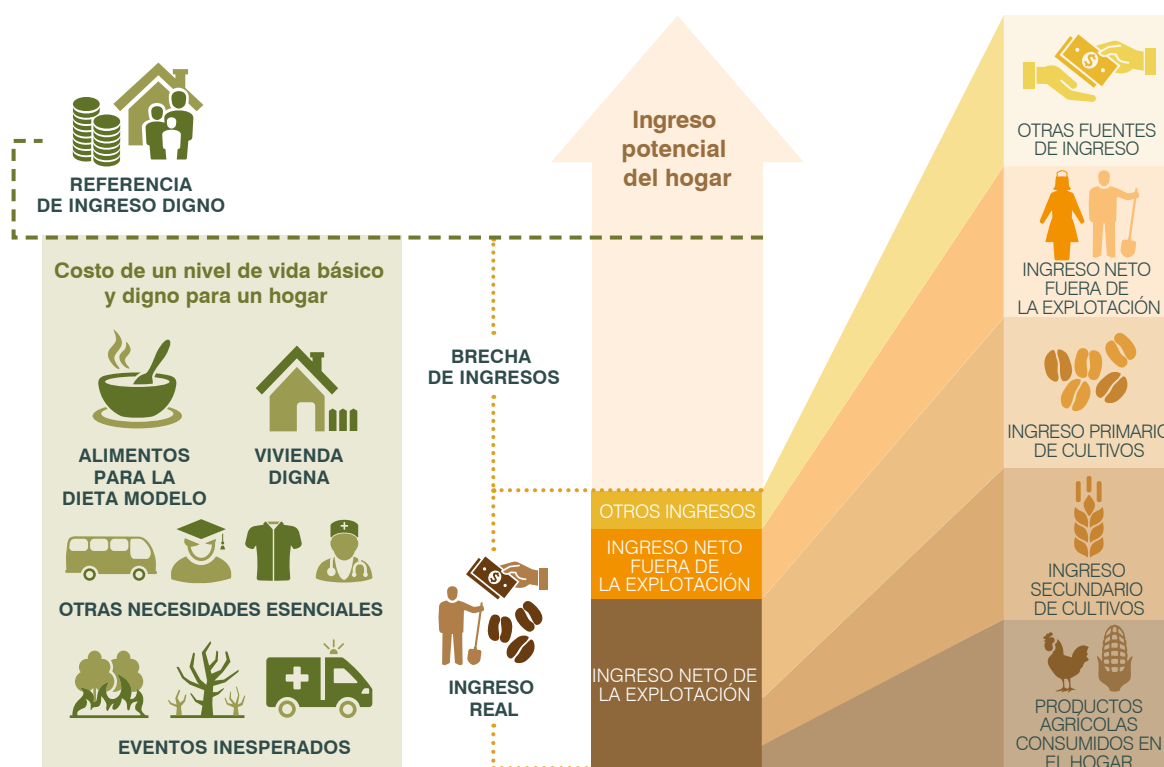 REFERENCIA
DE INGRESO DIGNO
Costo de un nivel de vida básico
y digno para un hogar
ALIMENTOS
PARA LA
DIETA MODELO
VIVIENDA
DIGNA
OTRAS NECESIDADES ESENCIALES
EVENTOS INESPERADOS
BRECHA
DE INGRESOS
INGRESO
REAL
Ingreso
potencial
del hogar
OTROS INGRESOS
INGRESO NETO
FUERA DE
LA EXPLOTACIÓN
INGRESO NETO DE
LA EXPLOTACIÓN
OTRAS FUENTES
DE INGRESO
INGRESO NETO
FUERA DE
LA EXPLOTACIÓN
INGRESO PRIMARIO
DE CULTIVOS
INGRESO
SECUNDARIO
DE CULTIVOS
PRODUCTOS
AGRÍCOLAS
CONSUMIDOS EN
EL HOGAR